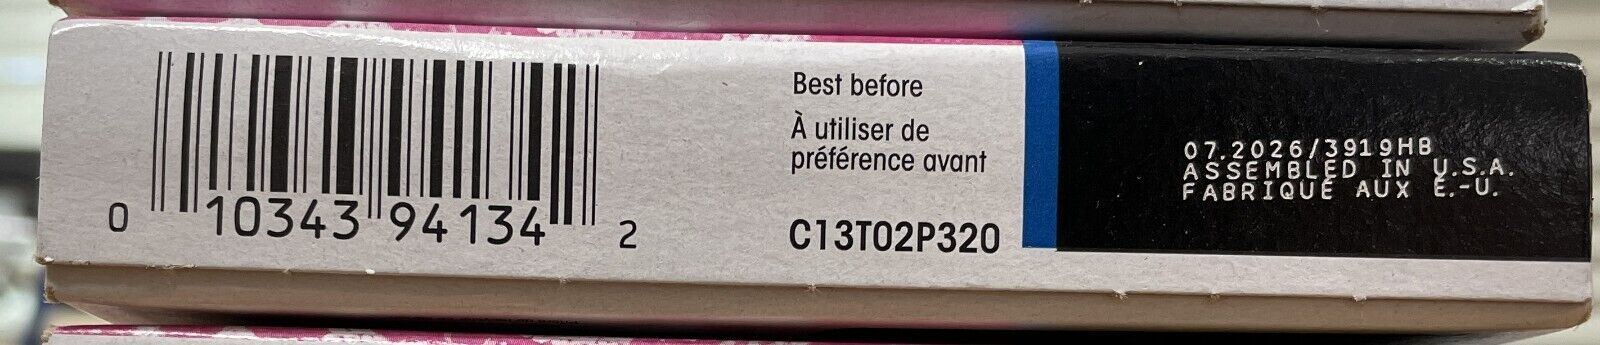 0 10343 94134 2
Best before
À utiliser de
préférence avant
C13T02P320
07.2026/3919HB
ASSEMBLED IN U.S.A.
FABRIQUÉ AUX É.-U.